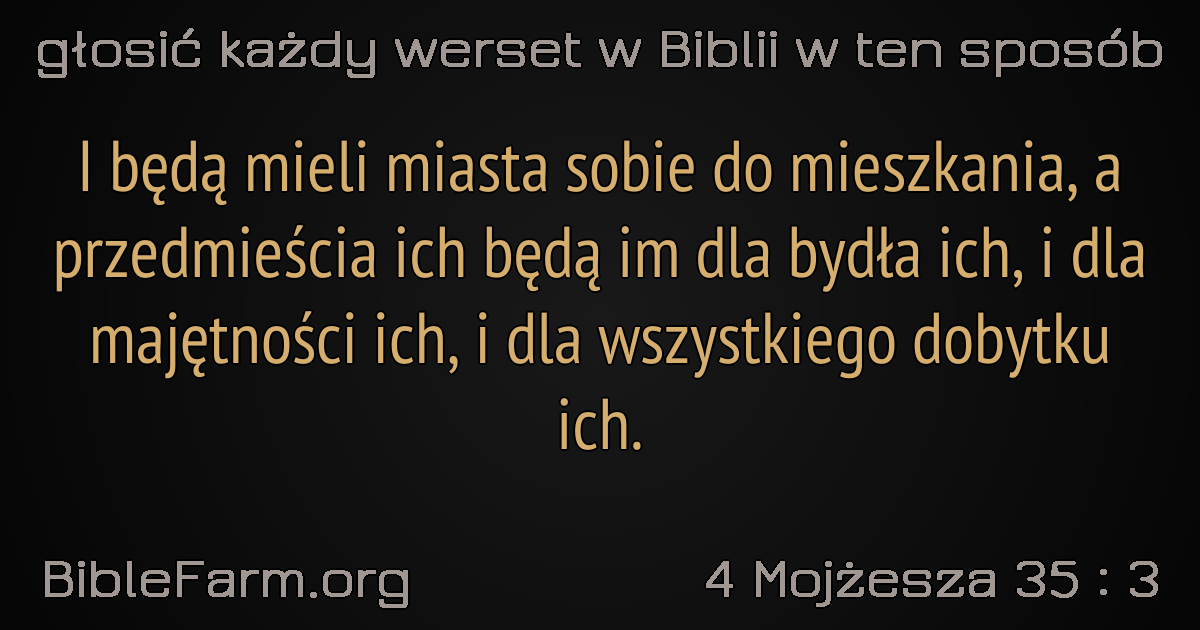 głosić każdy werset w Biblii w ten sposób
I będą mieli miasta sobie do mieszkania, a
przedmieścia ich będą im dla bydła ich, i dla
majętności ich, i dla wszystkiego dobytku
ich.
BibleFarm.org
4 Mojżesza 35 : 3